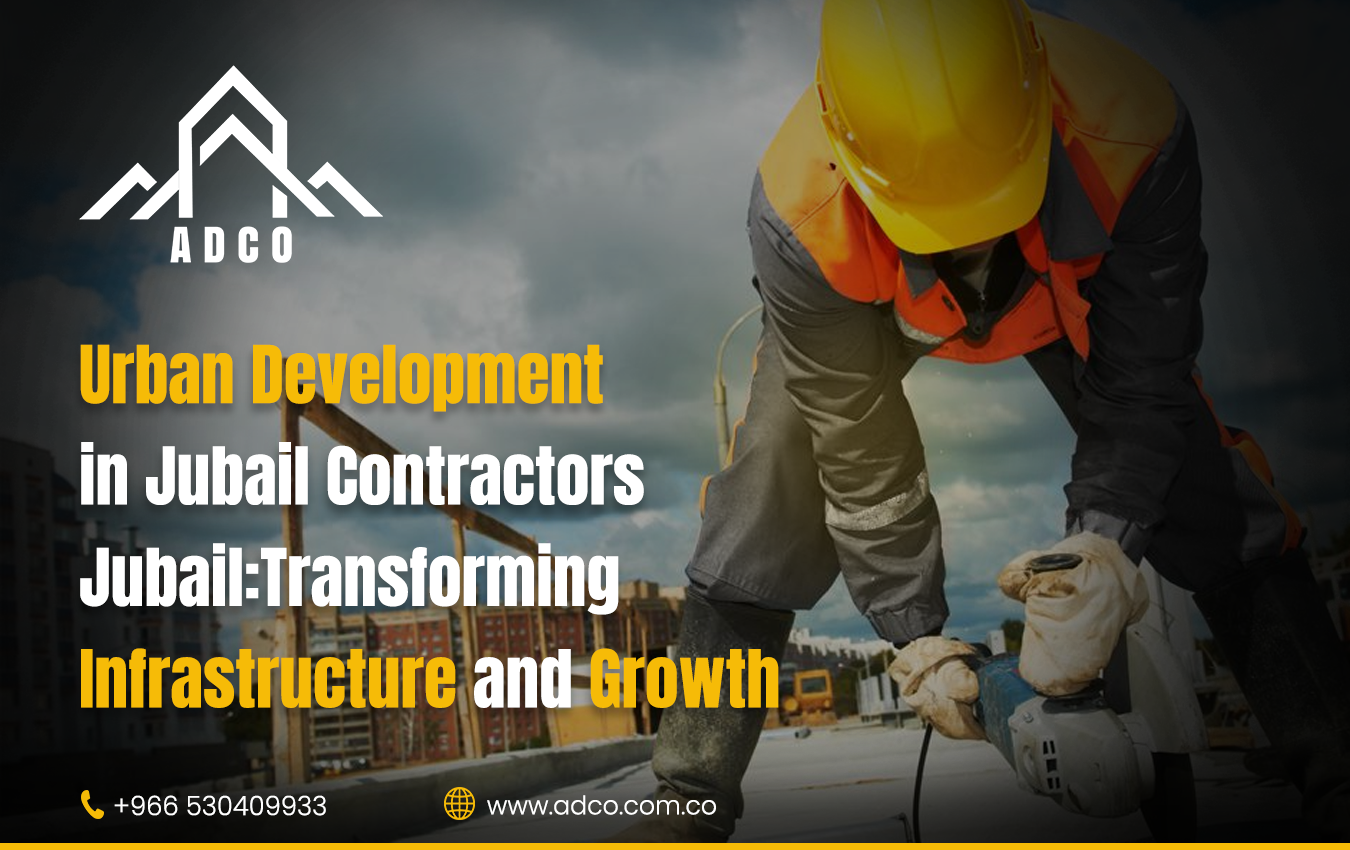 ADCO
Urban Development
in Jubail Contractors
Jubail:Transforming
Infrastructure and Growth
+966 530409933
www.adco.com.co